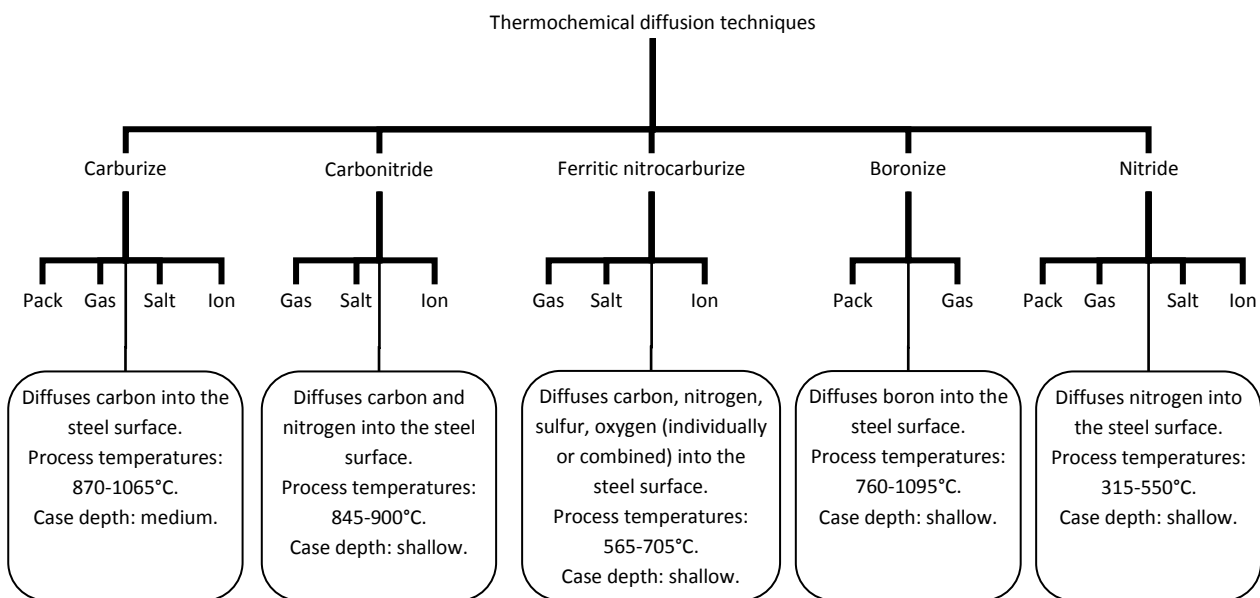 Thermochemical diffusion techniques
Carburize
Carbonitride
Ferritic nitrocarburize
Boronize
Nitride
Pack
Gas
Salt
Ion
Gas
Salt
Ion
Gas
Salt
Ion
Pack
Gas
Pack
Gas
Salt
Ion
Diffuses carbon into the
steel surface.
Process temperatures:
870-1065°C.
Case depth: medium.
Diffuses carbon and
nitrogen into the steel
surface.
Process temperatures:
845-900°C.
Case depth: shallow.
Diffuses carbon, nitrogen,
sulfur, oxygen (individually
or combined) into the
steel surface.
Process temperatures:
565-705°C.
Case depth: shallow.
Diffuses boron into the
steel surface.
Process temperatures:
760-1095°C.
Case depth: shallow.
Diffuses nitrogen into
the steel surface.
Process temperatures:
315-550°C.
Case depth: shallow.